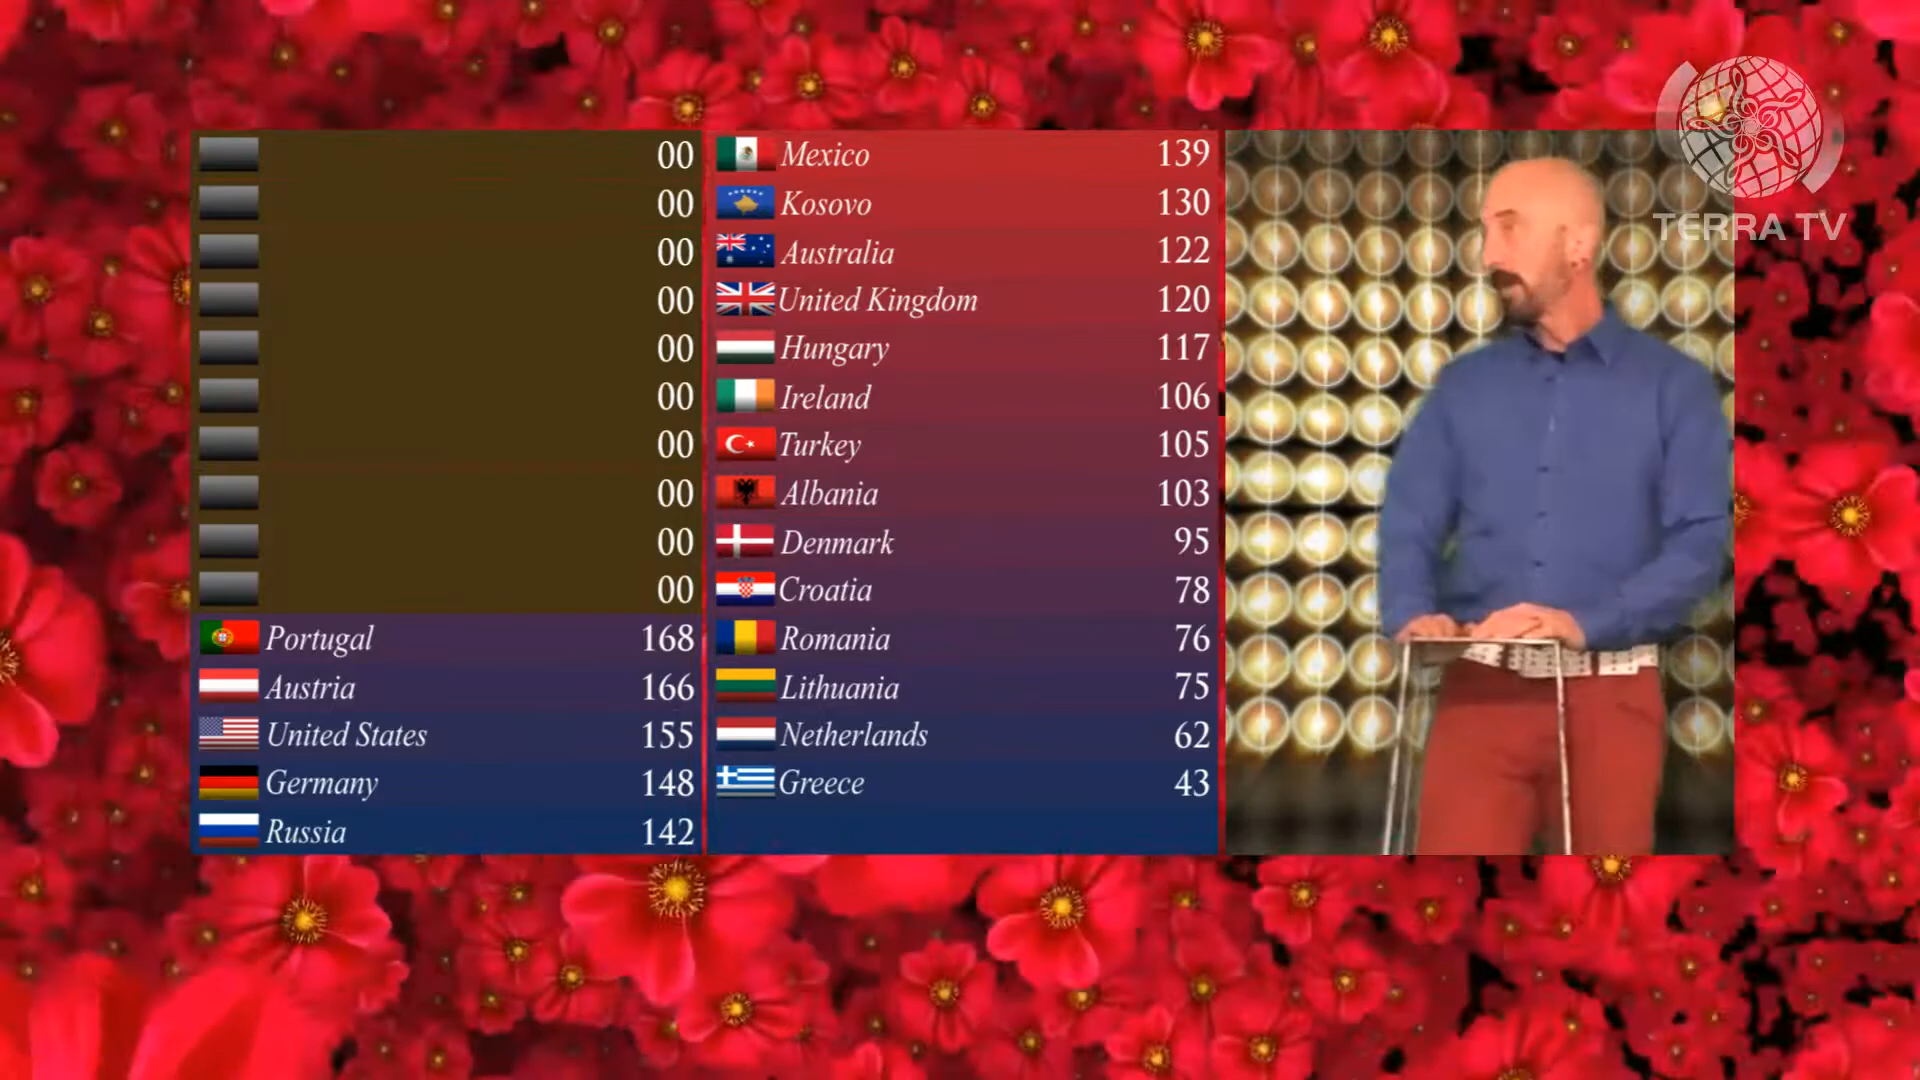 TERRA TV
00
00
00
00
00
00
00
00
00
00
Portugal 168
Austria 166
United States 155
Germany 148
Russia 142
Mexico 139
Kosovo 130
Australia 122
United Kingdom 120
Hungary 117
Ireland 106
Turkey 105
Albania 103
Denmark 95
Croatia 78
Romania 76
Lithuania 75
Netherlands 62
Greece 43